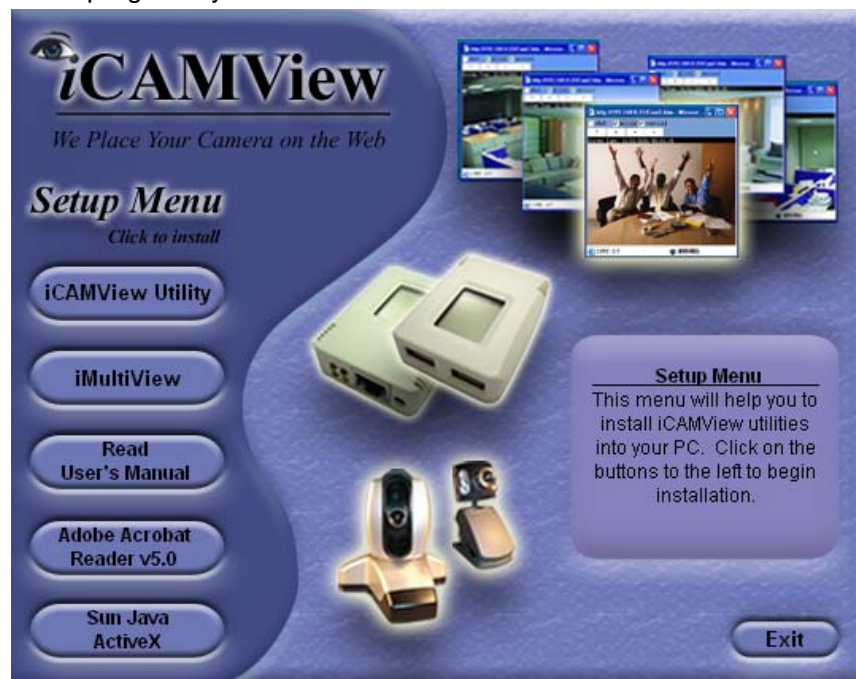 iCAMView
We Place Your Camera on the Web
Setup Menu
Click to install
iCAMView Utility
iMultiView
Read
User's Manual
Adobe Acrobat
Reader v5.0
Sun Java
ActiveX
Setup Menu
This menu will help you to
install iCAMView utilities
into your PC. Click on the
buttons to the left to begin
installation.
Exit